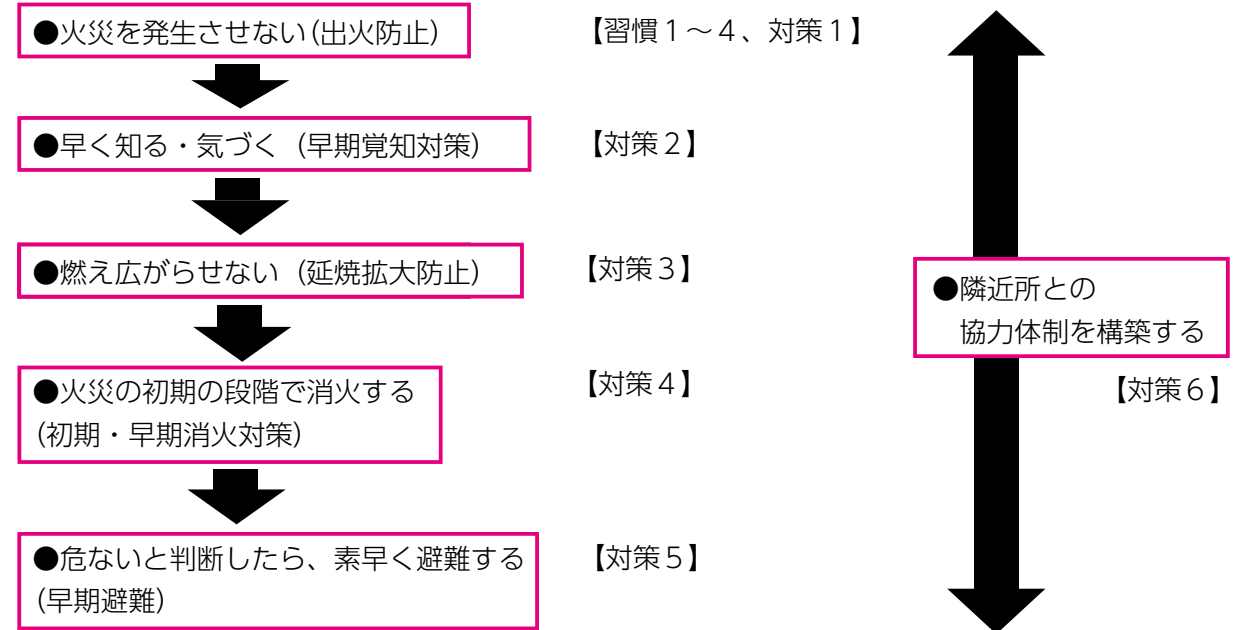 ●火災を発生させない(出火防止)
【習慣1～4、対策1】
●早く知る・気づく(早期覚知対策)
【対策2】
●燃え広がらせない(延焼拡大防止)
【対策3】
●隣近所との
協力体制を構築する
【対策6】
●火災の初期の段階で消火する
(初期・早期消火対策)
【対策4】
●危ないと判断したら、素早く避難する
(早期避難)
【対策5】